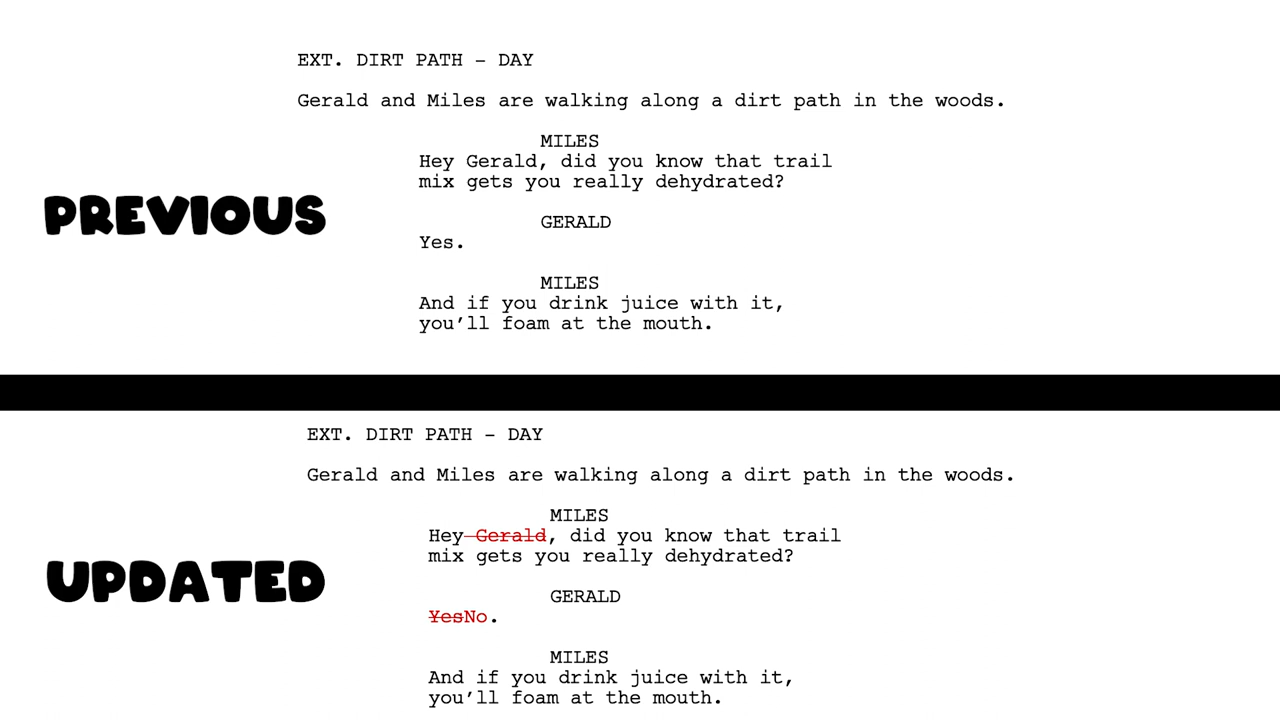 EXT. DIRT PATH – DAY
Gerald and Miles are walking along a dirt path in the woods.
MILES
Hey Gerald, did you know that trail
mix gets you really dehydrated?
PREVIOUS
GERALD
Yes.
MILES
And if you drink juice with it,
you’ll foam at the mouth.
EXT. DIRT PATH – DAY
Gerald and Miles are walking along a dirt path in the woods.
MILES
Hey Gerald, did you know that trail
mix gets you really dehydrated?
UPDATED
GERALD
YesNo.
MILES
And if you drink juice with it,
you’ll foam at the mouth.